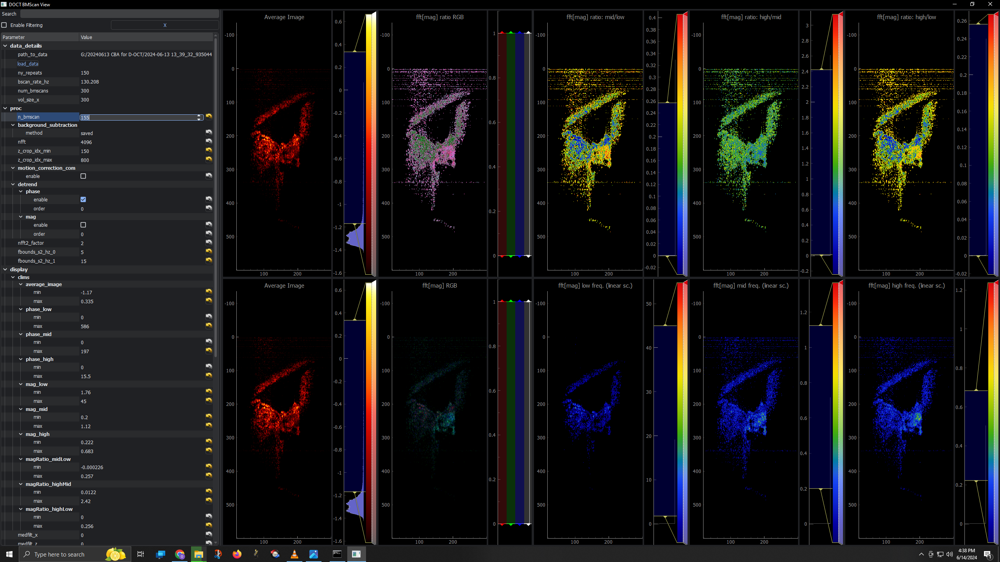 DOCT BMScan View
Search
Enable Filtering X
Parameter Value
data_details
path_to_data G:/20240613 CBA for D-OCT/2024-06-13 13_39_32_935044
load_data
ny_repeats 150
bscan_rate_hz 130.208
num_bmscans 300
vol_size_x 300
proc
n_bmscan 155
background_subtraction
method saved
nfft 4096
z_crop_idx_min 150
z_crop_idx_max 800
motion_correction_com
enable
detrend
phase
enable
order 0
mag
enable
order 0
nfft2_factor 2
fbounds_s2_hz_0 5
fbounds_s2_hz_1 15
display
clims
average_image
min -1.17
max 0.335
phase_low
min 0
max 586
phase_mid
min 0
max 197
phase_high
min 0
max 15.5
mag_low
min 1.76
max 45
mag_mid
min 0.2
max 1.12
mag_high
min 0.222
max 0.683
magRatio_midLow
min -0.000226
max 0.257
magRatio_highMid
min 0.0122
max 2.42
magRatio_highLow
min 0
max 0.256
medfilt_x 0
medfilt_z 0
Average Image
-100
0
100
200
300
400
500
100 200
0.6
0.4
0.2
0
-0.2
-0.4
-0.6
-0.8
-1
-1.2
-1.4
-1.6
fft[mag] ratio RGB
-100
0
100
200
300
400
500
100 200
1
0.8
0.6
0.4
0.2
0
fft[mag] ratio: mid/low
-100
0
100
200
300
400
500
100 200
0.4
0.38
0.36
0.34
0.32
0.3
0.28
0.26
0.24
0.22
0.2
0.18
0.16
0.14
0.12
0.1
0.08
0.06
0.04
0.02
0
-0.02
fft[mag] ratio: high/mid
-100
0
100
200
300
400
500
100 200
3
2.8
2.6
2.4
2.2
2
1.8
1.6
1.4
1.2
1
0.8
0.6
0.4
0.2
0
-0.2
fft[mag] ratio: high/low
-100
0
100
200
300
400
500
100 200
0.26
0.24
0.22
0.2
0.18
0.16
0.14
0.12
0.1
0.08
0.06
0.04
0.02
0
-0.02
Average Image
-100
0
100
200
300
400
500
100 200
0.6
0.4
0.2
0
-0.2
-0.4
-0.6
-0.8
-1
-1.2
-1.4
-1.6
fft[mag] RGB
-100
0
100
200
300
400
500
100 200
1
0.8
0.6
0.4
0.2
0
fft[mag] low freq. (linear sc.)
-100
0
100
200
300
400
500
100 200
50
40
30
20
10
0
fft[mag] mid freq. (linear sc.)
-100
0
100
200
300
400
500
100 200
1.2
1
0.8
0.6
0.4
0.2
0
fft[mag] high freq. (linear sc.)
-100
0
100
200
300
400
500
100 200
1.2
1
0.8
0.6
0.4
0.2
0
Type here to search
4:38 PM
6/14/2024
1